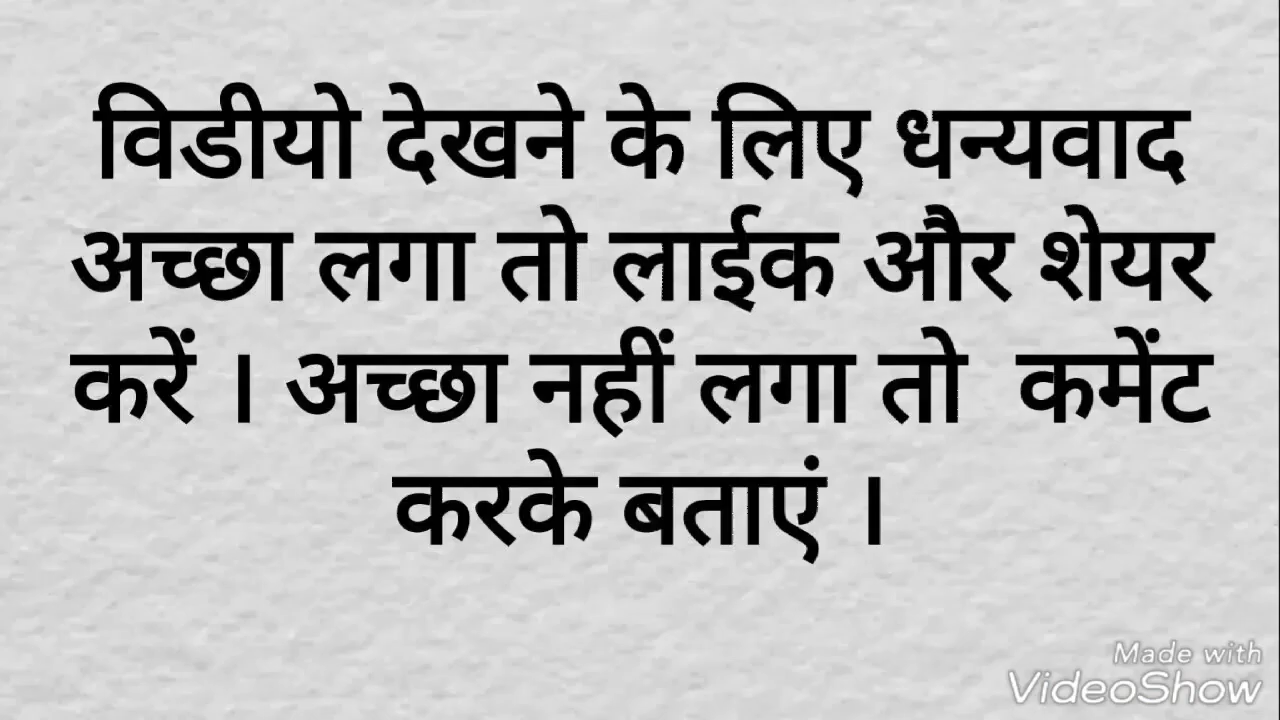 विडीयो देखने के लिए धन्यवाद
अच्छा लगा तो लाईक और शेयर
करें । अच्छा नहीं लगा तो कमेंट
करके बताएं ।
Made with
VideoShow